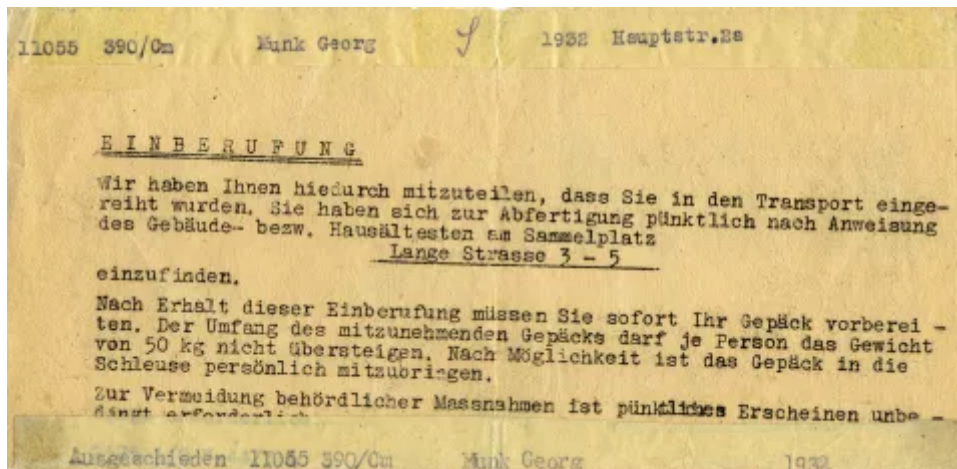 11055 390/Cm Munk Georg 1932 Hauptstr.2a
EINBERUFUNG
Wir haben Ihnen hiedurch mitzuteilen, dass Sie in den Transport einge-
reiht wurden. Sie haben sich zur Abfertigung pünktlich nach Anweisung
des Gebäude- bezw. Hausältesten am Sammelplatz
Lange Strasse 3 - 5
einzufinden.
Nach Erhalt dieser Einberufung müssen Sie sofort Ihr Gepäck vorberei -
ten. Der Umfang des mitzunehmenden Gepäcks darf je Person das Gewicht
von 50 kg nicht übersteigen. Nach Möglichkeit ist das Gepäck in die
Schleuse persönlich mitzubringen.
Zur Vermeidung behördlicher Massnahmen ist pünktliches Erscheinen unbe -
dingt erforderlich
Ausgeschieden 11055 390/Cm Munk Georg 1932